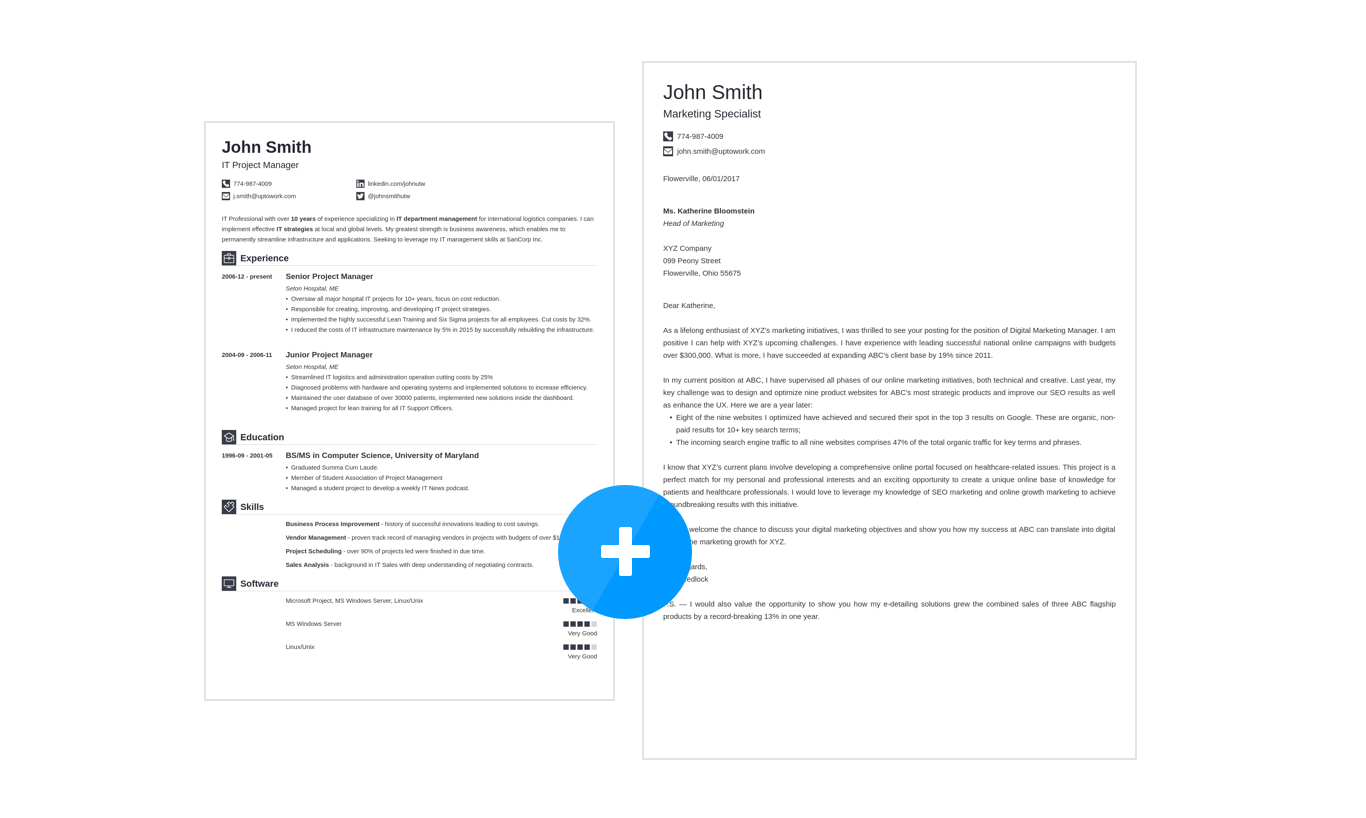 John Smith
IT Project Manager
774-987-4009
linkedin.com/johnutw
j.smith@uptowork.com
@johnsmithutw
IT Professional with over 10 years of experience specializing in IT department management for international logistics companies. I can
implement effective IT strategies at local and global levels. My greatest strength is business awareness, which enables me to
permanently streamline infrastructure and applications. Seeking to leverage my IT management skills at SanCorp Inc.
Experience
2006-12 - present
Senior Project Manager
Seton Hospital, ME
• Oversaw all major hospital IT projects for 10+ years, focus on cost reduction.
• Responsible for creating, improving, and developing IT project strategies.
• Implemented the highly successful Lean Training and Six Sigma projects for all employees. Cut costs by 32%.
• I reduced the costs of IT infrastructure maintenance by 5% in 2015 by successfully rebuilding the infrastructure.
2004-09 - 2006-11
Junior Project Manager
Seton Hospital, ME
• Streamlined IT logistics and administration operation cutting costs by 25%
• Diagnosed problems with hardware and operating systems and implemented solutions to increase efficiency.
• Maintained the user database of over 30000 patients, implemented new solutions inside the dashboard.
• Managed project for lean training for all IT Support Officers.
Education
1996-09 - 2001-05
BS/MS in Computer Science, University of Maryland
• Graduated Summa Cum Laude.
• Member of Student Association of Project Management
• Managed a student project to develop a weekly IT News podcast.
Skills
Business Process Improvement - history of successful innovations leading to cost savings.
Vendor Management - proven track record of managing vendors in projects with budgets of over
Project Scheduling - over 90% of projects led were finished in due time.
Sales Analysis - background in IT Sales with deep understanding of negotiating contracts.
Software
Microsoft Project, MS Windows Server, Linux/Unix
MS Windows Server
Very Good
Linux/Unix
Very Good
John Smith
Marketing Specialist
774-987-4009
john.smith@uptowork.com
Flowerville, 06/01/2017
Ms. Katherine Bloomstein
Head of Marketing
XYZ Company
099 Peony Street
Flowerville, Ohio 55675
Dear Katherine,
As a lifelong enthusiast of XYZ's marketing initiatives, I was thrilled to see your posting for the position of Digital Marketing Manager. I am
positive I can help with XYZ's upcoming challenges. I have experience with leading successful national online campaigns with budgets
over $300,000. What is more, I have succeeded at expanding ABC's client base by 19% since 2011.
In my current position at ABC, I have supervised all phases of our online marketing initiatives, both technical and creative. Last year, my
key challenge was to design and optimize nine product websites for ABC's most strategic products and improve our SEO results as well
as enhance the UX. Here we are a year later:
• Eight of the nine websites I optimized have achieved and secured their spot in the top 3 results on Google. These are organic, non-
paid results for 10+ key search terms;
• The incoming search engine traffic to all nine websites comprises 47% of the total organic traffic for key terms and phrases.
I know that XYZ's current plans involve developing a comprehensive online portal focused on healthcare-related issues. This project is a
perfect match for my personal and professional interests and an exciting opportunity to create a unique online base of knowledge for
patients and healthcare professionals. I would love to leverage my knowledge of SEO marketing and online growth marketing to achieve
results with this initiative.
welcome the chance to discuss your digital marketing objectives and show you how my success at ABC can translate into digital
marketing growth for XYZ.
— I would also value the opportunity to show you how my e-detailing solutions grew the combined sales of three ABC flagship
products by a record-breaking 13% in one year.